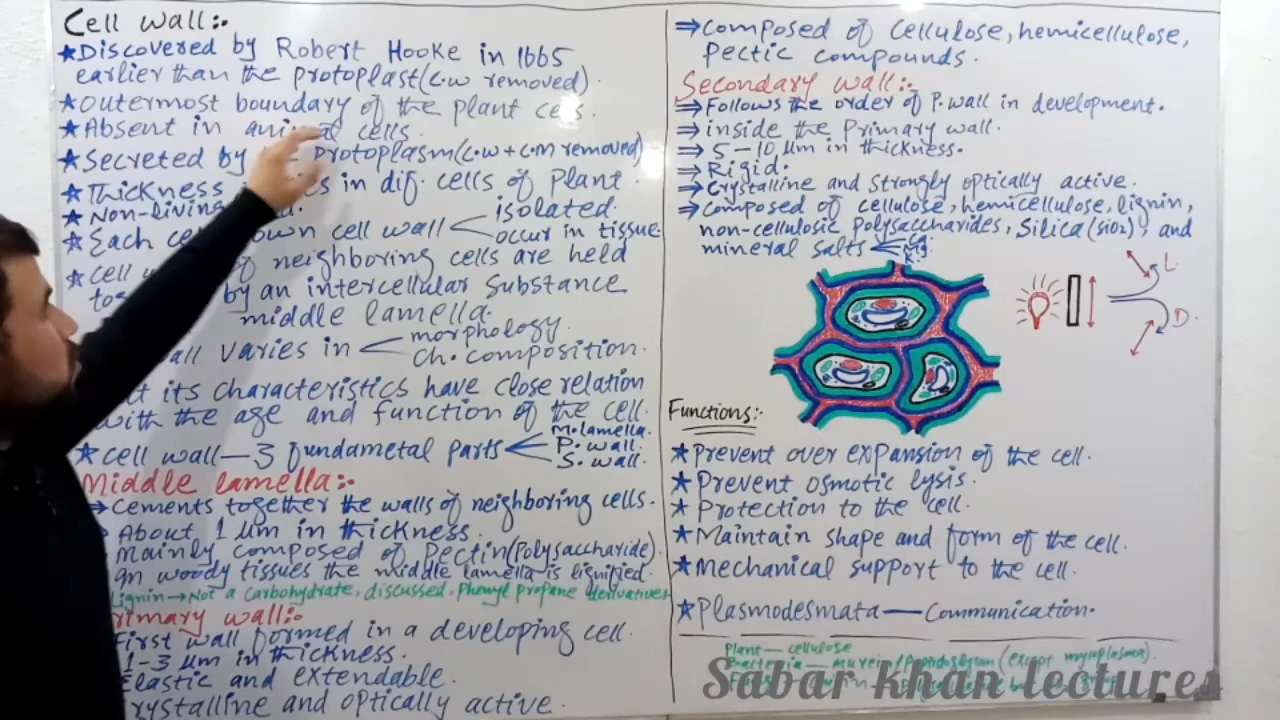 Cell wall:-
★ Discovered by Robert Hooke in 1665
earlier than the protoplast (c.w removed).
★ Outermost boundary of the plant cells.
★ Absent in animal cells.
★ Secreted by protoplasm (c.w + c.m removed)
★ Thickness in dif. cells of plant.
★ Non-living
★ Each own cell wall isolated.
occur in tissue.
★ Cell of neighboring cells are held
by an intercellular substance
middle lamella.
varies in morphology.
ch. composition.
its characteristics have close relation
with the age and function of the cell.
★ Cell wall — 3 fundametal parts M. lamella.
P. wall.
S. wall.
Middle lamella:-
→ Cements together the walls of neighboring cells.
About 1 μm in thickness.
Mainly composed of Pectin (polysaccharide).
In woody tissues the middle lamella is lignified.
Lignin → Not a carbohydrate, discussed, Phenyl propane derivatives.
rimary wall:-
First wall formed in a developing cell.
1-3 μm in thickness.
Elastic and extendable.
rystalline and optically active.
⇒ Composed of cellulose, hemicellulose,
pectic compounds.
Secondary wall:-
⇒ Follows the order of P. wall in development.
⇒ inside the Primary wall.
⇒ 5-10 μm in thickness.
⇒ Rigid.
⇒ Crystalline and strongly optically active.
⇒ Composed of cellulose, hemicellulose, lignin,
non-cellulosic polysaccharides, Silica (SiO2), and
mineral salts Ca
Mg.
K
L.
D.
Functions:-
★ Prevent over expansion of the cell.
★ Prevent osmotic lysis.
★ Protection to the cell.
★ Maintain shape and form of the cell.
★ Mechanical support to the cell.
★ Plasmodesmata — Communication.
Plant — cellulose
Bacteria — murein/Peptidoglycan (except mycoplasma).
Sabar khan lectures